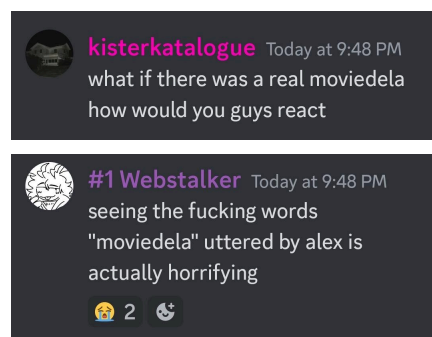 kisterkatalogue Today at 9:48 PM
what if there was a real moviedela
how would you guys react
#1 Webstalker Today at 9:48 PM
seeing the fucking words
"moviedela" uttered by alex is
actually horrifying
2